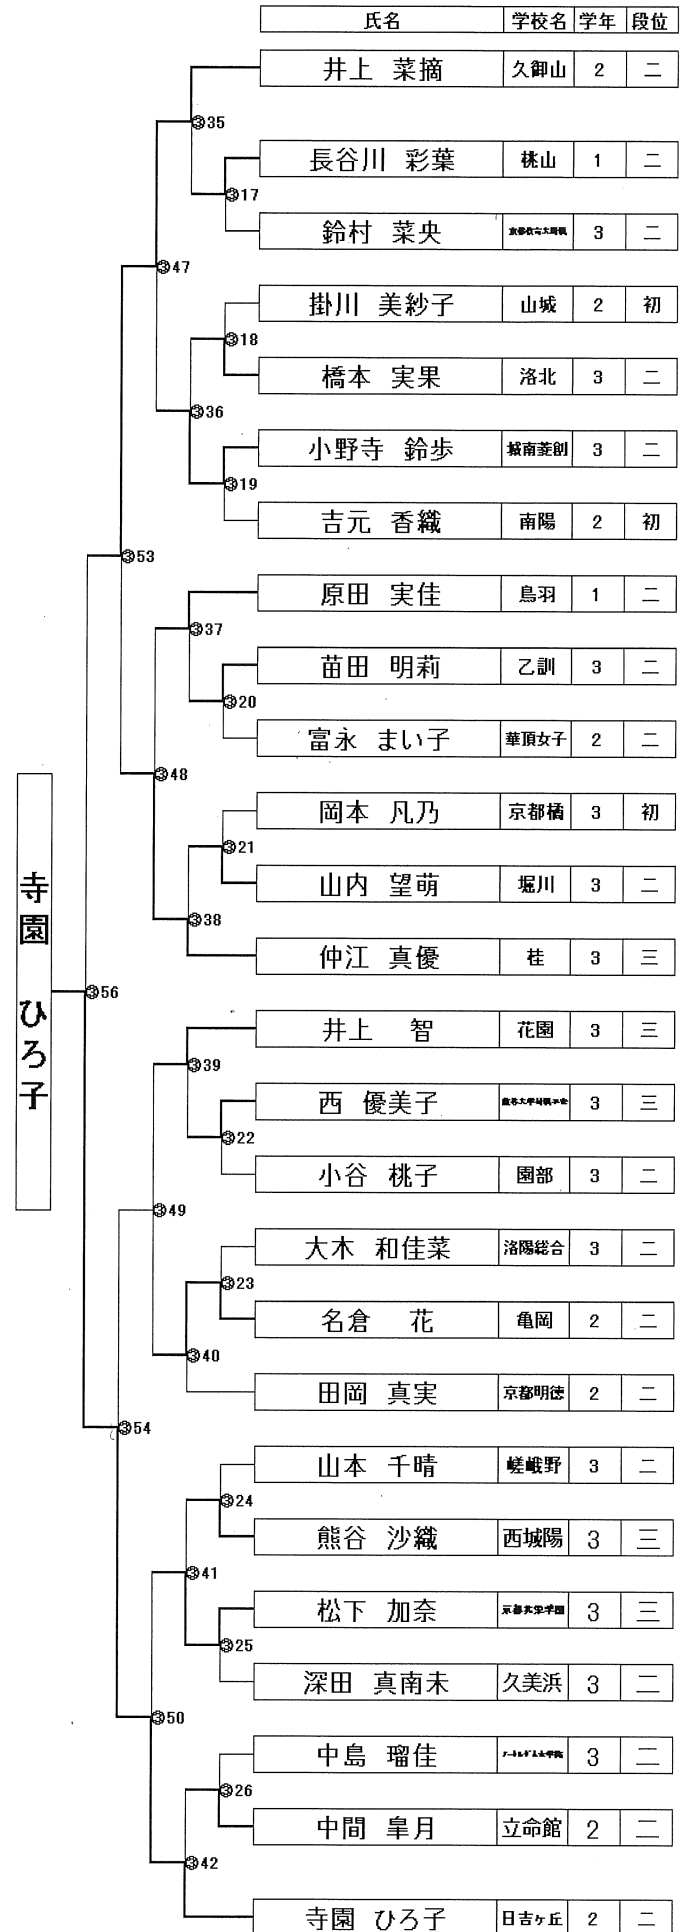 氏名 学校名 学年 段位
井上 菜摘 久御山 2 二
35
長谷川 彩葉 桃山 1 二
17
鈴村 菜央 3 二
47
掛川 美紗子 山城 2 初
18
橋本 実果 洛北 3 二
36
小野寺 鈴歩 城南菱創 3 二
19
吉元 香織 南陽 2 初
53
原田 実佳 鳥羽 1 二
37
苗田 明莉 乙訓 3 二
20
富永 まい子 華頂女子 2 二
48
岡本 凡乃 京都橘 3 初
21
山内 望萌 堀川 3 二
38
仲江 真優 桂 3 三
寺園 ひろ子
56
井上 智 花園 3 三
39
西 優美子 3 三
22
小谷 桃子 園部 3 二
49
大木 和佳菜 洛陽総合 3 二
23
名倉 花 亀岡 2 二
40
田岡 真実 京都明徳 2 二
54
山本 千晴 嵯峨野 3 二
24
熊谷 沙織 西城陽 3 三
41
松下 加奈 京都共栄学園 3 三
25
深田 真南未 久美浜 3 二
50
中島 瑠佳 3 二
26
中間 皐月 立命館 2 二
42
寺園 ひろ子 日吉ヶ丘 2 二